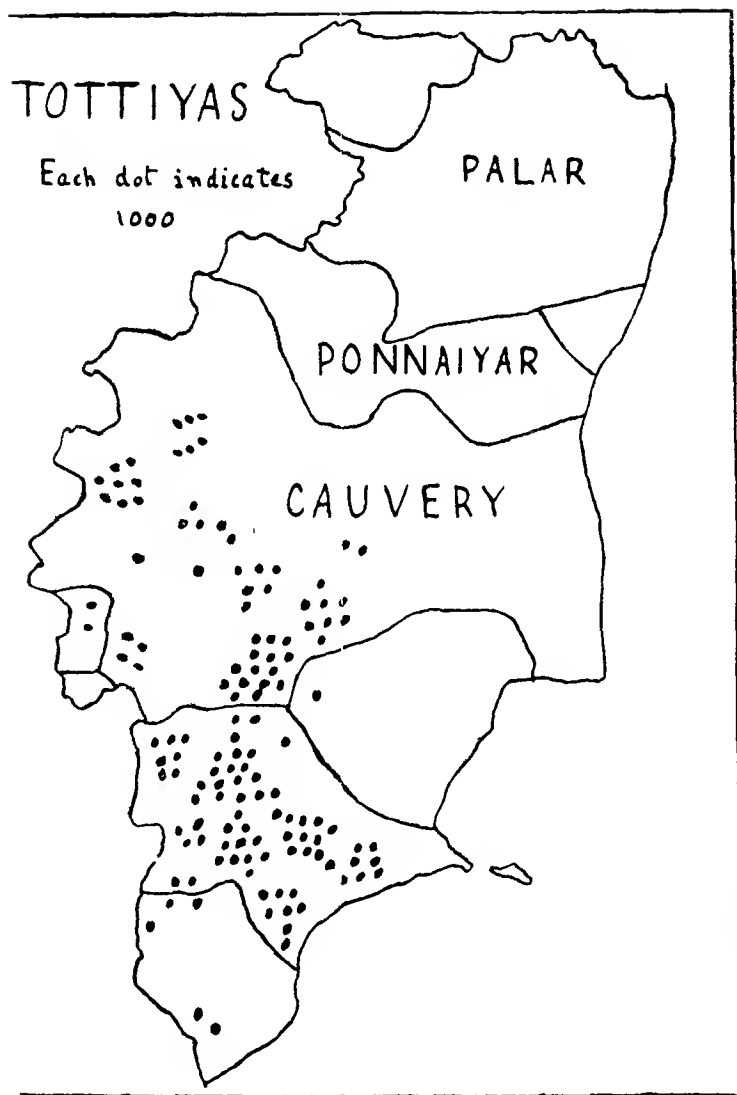 TOTTIYAS
Each dot indicates
1000
PALAR
PONNAIYAR
CAUVERY